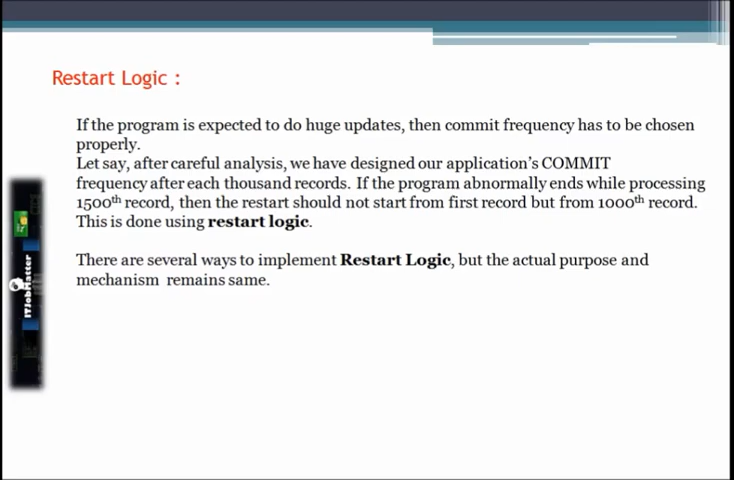 Restart Logic :
If the program is expected to do huge updates, then commit frequency has to be chosen
properly.
Let say, after careful analysis, we have designed our application's COMMIT
frequency after each thousand records. If the program abnormally ends while processing
1500th record, then the restart should not start from first record but from 1000th record.
This is done using restart logic.
There are several ways to implement Restart Logic, but the actual purpose and
mechanism remains same.
ITJobMatter